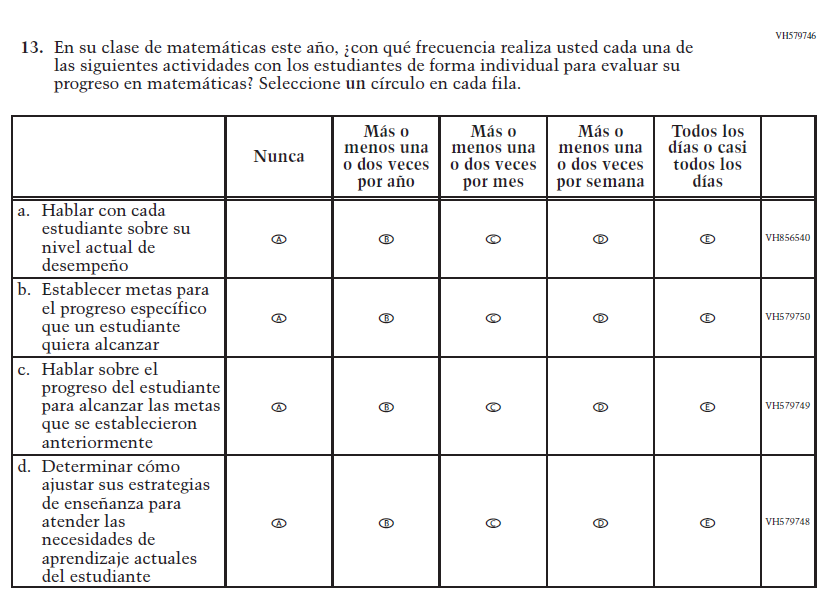 VH579746
13. En su clase de matemáticas este año, ¿con qué frecuencia realiza usted cada una de
las siguientes actividades con los estudiantes de forma individual para evaluar su
progreso en matemáticas? Seleccione un círculo en cada fila.
Nunca
Más o
menos una
o dos veces
por año
Más o
menos una
o dos veces
por mes
Más o
menos una
o dos veces
por semana
Todos los
días o casi
todos los
días
a. Hablar con cada
estudiante sobre su
nivel actual de
desempeño
A B C D E VH856540
b. Establecer metas para
el progreso específico
que un estudiante
quiera alcanzar
A B C D E VH579750
c. Hablar sobre el
progreso del estudiante
para alcanzar las metas
que se establecieron
anteriormente
A B C D E VH579749
d. Determinar cómo
ajustar sus estrategias
de enseñanza para
atender las
necesidades de
aprendizaje actuales
del estudiante
A B C D E VH579748